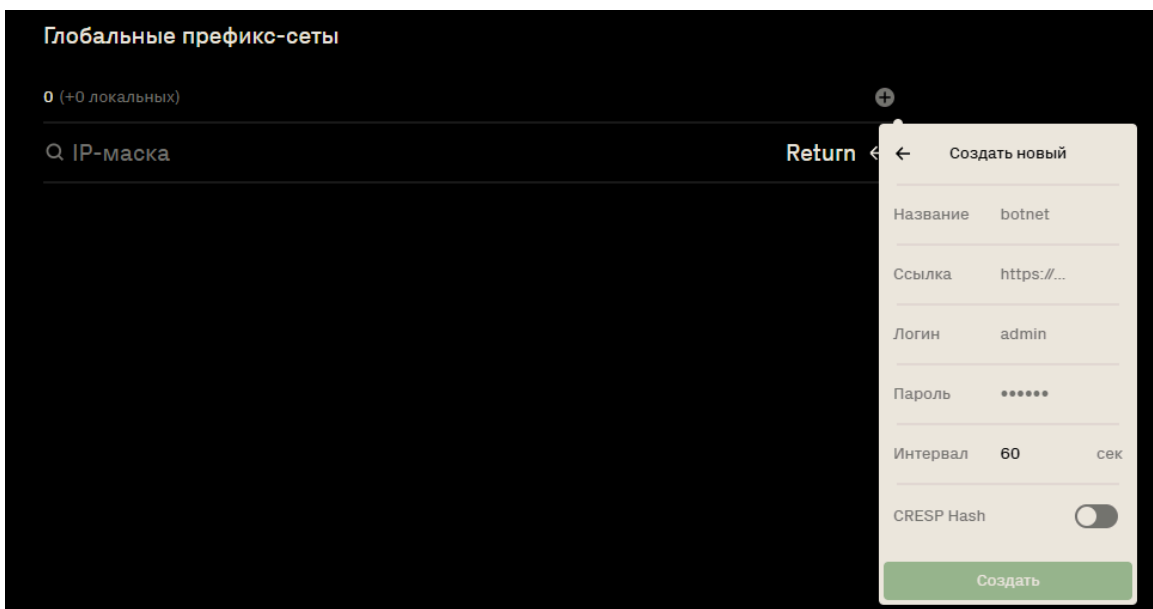 Глобальные префикс-сеты
0 (+0 локальных)
IP-маска
Return
Создать новый
Название botnet
Ссылка https://...
Логин admin
Пароль ••••••
Интервал 60 сек
CRESP Hash
Создать